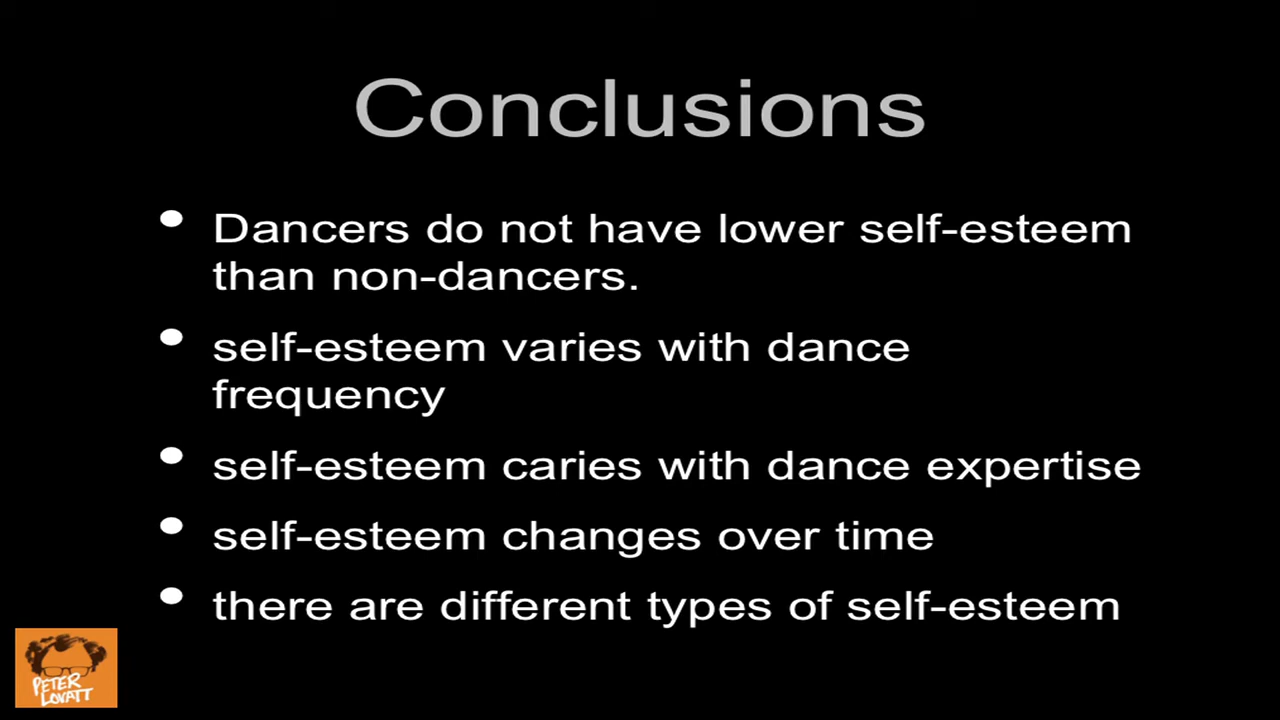 Conclusions
• Dancers do not have lower self-esteem
than non-dancers.
• self-esteem varies with dance
frequency
• self-esteem caries with dance expertise
• self-esteem changes over time
• there are different types of self-esteem
PETER
LOVATT